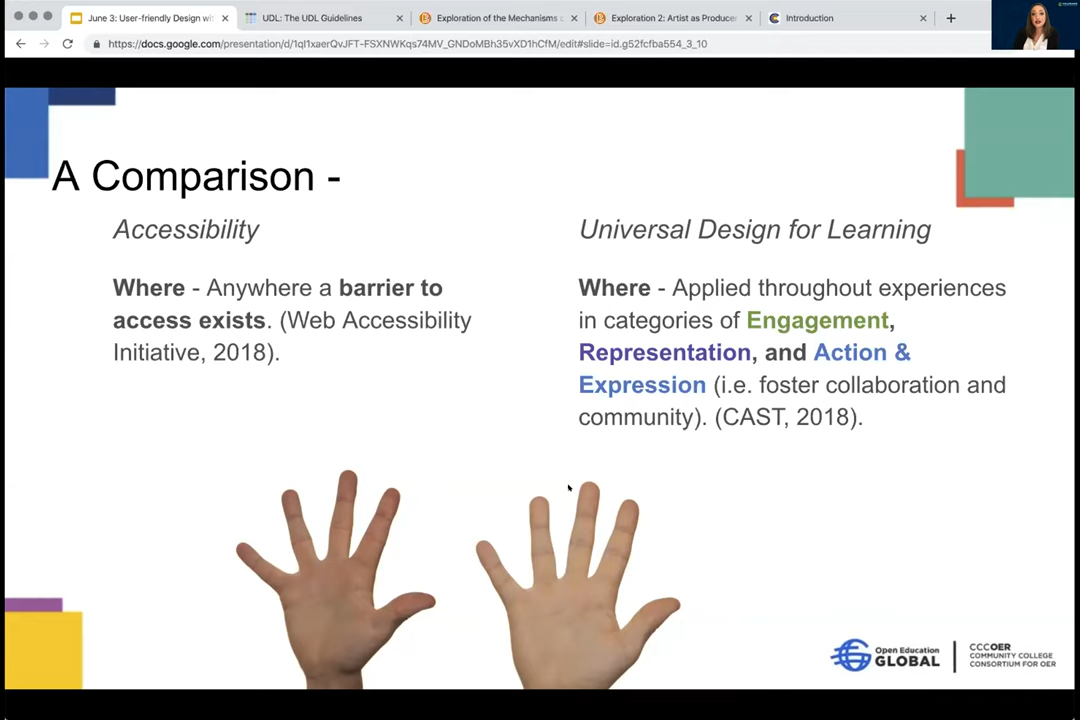 June 3: User-friendly Design wi
UDL: The UDL Guidelines
Exploration of the Mechanisms
Exploration 2: Artist as Producer
Introduction
https://docs.google.com/presentation/d/1ql1xaerQvJFT-FSXNWKqs74MV_GNDoMBh35vXD1hCfM/edit#slide=id.g52fcfba554_3_10
A Comparison -
Accessibility
Where - Anywhere a barrier to
access exists. (Web Accessibility
Initiative, 2018).
Universal Design for Learning
Where - Applied throughout experiences
in categories of Engagement,
Representation, and Action &
Expression (i.e. foster collaboration and
community). (CAST, 2018).
Open Education
GLOBAL
CCCOER
COMMUNITY COLLEGE
CONSORTIUM FOR OER